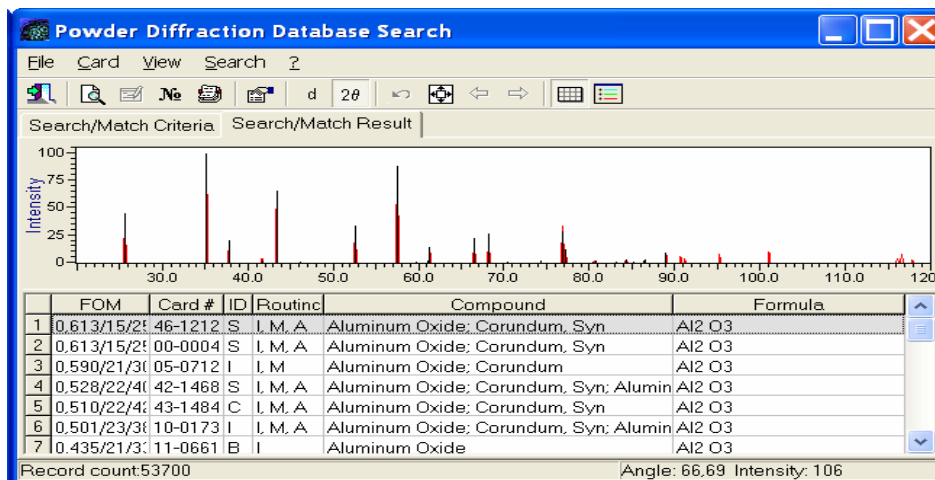 Powder Diffraction Database Search
File Card View Search ?
№ d 2θ
Search/Match Criteria Search/Match Result
100
75
50
25
0
Intensity
30.0 40.0 50.0 60.0 70.0 80.0 90.0 100.0 110.0 120
FOM Card # ID Routinc Compound Formula
1 0,613/15/25 46-1212 S I, M, A Aluminum Oxide; Corundum, Syn Al2 O3
2 0,613/15/25 00-0004 S I, M, A Aluminum Oxide; Corundum, Syn Al2 O3
3 0,590/21/30 05-0712 I I, M Aluminum Oxide; Corundum Al2 O3
4 0,528/22/40 42-1468 S I, M, A Aluminum Oxide; Corundum, Syn; Alumin Al2 O3
5 0,510/22/42 43-1484 C I, M, A Aluminum Oxide; Corundum, Syn Al2 O3
6 0,501/23/38 10-0173 I I, M, A Aluminum Oxide; Corundum, Syn; Alumin Al2 O3
7 0.435/21/3 11-0661 B I Aluminum Oxide Al2 O3
Record count:53700 Angle: 66,69 Intensity: 106